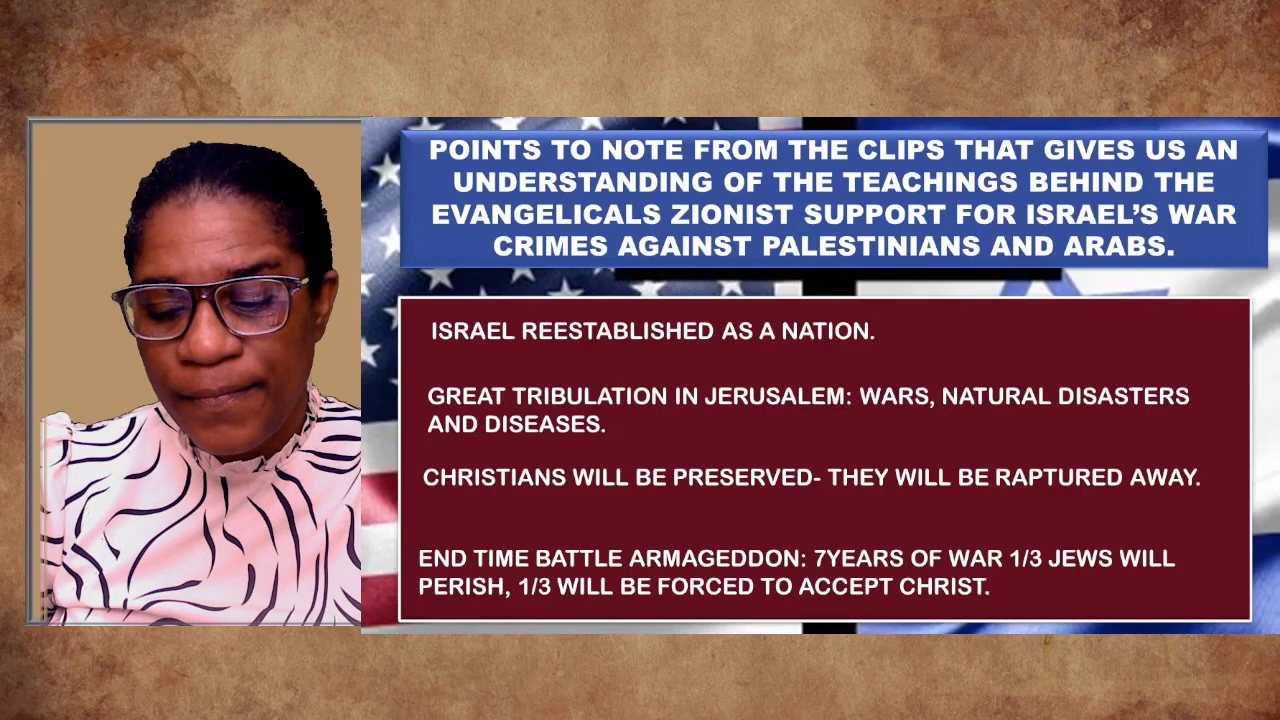 POINTS TO NOTE FROM THE CLIPS THAT GIVES US AN
UNDERSTANDING OF THE TEACHINGS BEHIND THE
EVANGELICALS ZIONIST SUPPORT FOR ISRAEL'S WAR
CRIMES AGAINST PALESTINIANS AND ARABS.
ISRAEL REESTABLISHED AS A NATION.
GREAT TRIBULATION IN JERUSALEM: WARS, NATURAL DISASTERS
AND DISEASES.
CHRISTIANS WILL BE PRESERVED- THEY WILL BE RAPTURED AWAY.
END TIME BATTLE ARMAGEDDON: 7YEARS OF WAR 1/3 JEWS WILL
PERISH, 1/3 WILL BE FORCED TO ACCEPT CHRIST.